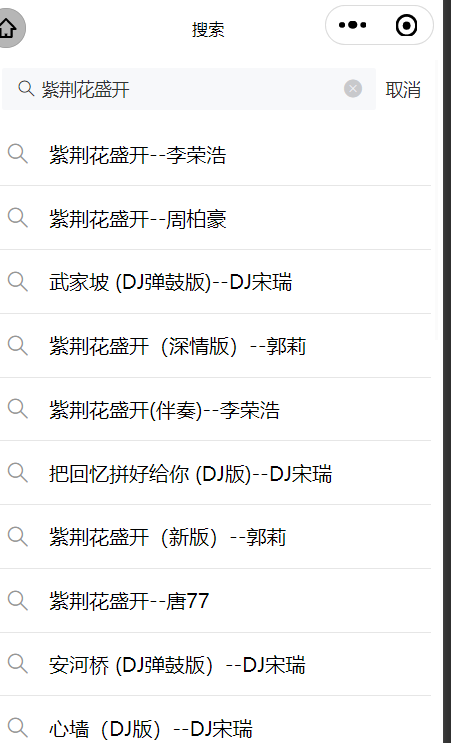 搜索
紫荆花盛开
取消
紫荆花盛开--李荣浩
紫荆花盛开--周柏豪
武家坡 (DJ弹鼓版)--DJ宋瑞
紫荆花盛开（深情版）--郭莉
紫荆花盛开(伴奏)--李荣浩
把回忆拼好给你 (DJ版)--DJ宋瑞
紫荆花盛开（新版）--郭莉
紫荆花盛开--唐77
安河桥 (DJ弹鼓版）--DJ宋瑞
心墙（DJ版）--DJ宋瑞